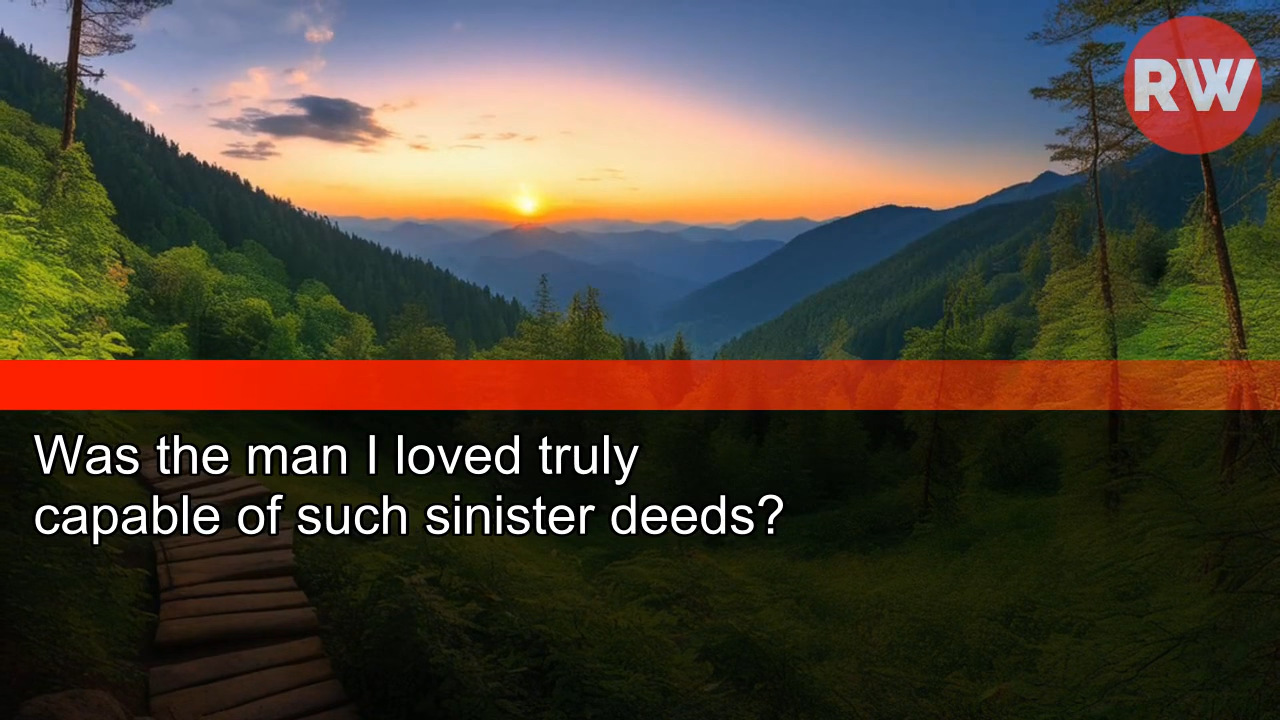 RW
Was the man I loved truly
capable of such sinister deeds?